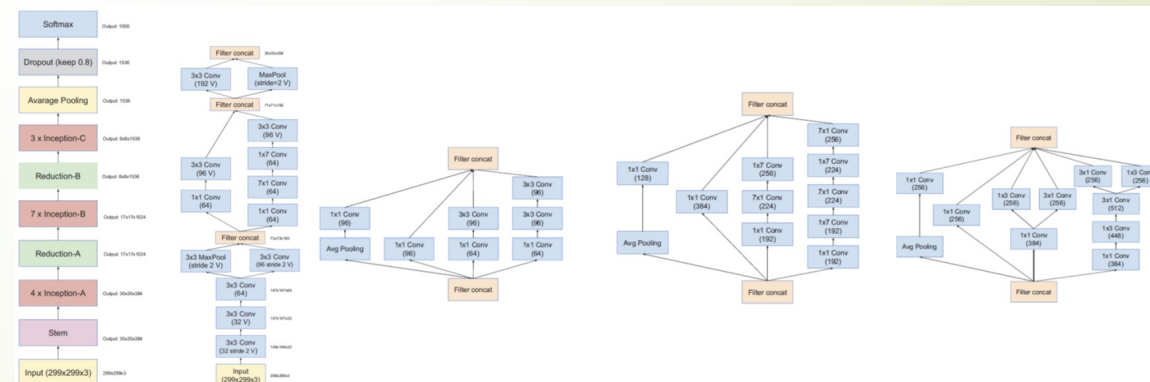 Softmax
Output: 1000
Dropout (keep 0.8)
Output: 1536
Avarage Pooling
Output: 1536
3 x Inception-C
Output: 8x8x1536
Reduction-B
Output: 8x8x1536
7 x Inception-B
Output: 17x17x1024
Reduction-A
Output: 17x17x1024
4 x Inception-A
Output: 35x35x384
Stem
Output: 35x35x384
Input (299x299x3)
299x299x3
Filter concat
35x35x384
3x3 Conv
(192 V)
MaxPool
(stride=2 V)
Filter concat
71x71x192
3x3 Conv
(96 V)
1x7 Conv
(64)
3x3 Conv
(96 V)
7x1 Conv
(64)
1x1 Conv
(64)
1x1 Conv
(64)
Filter concat
73x73x160
3x3 MaxPool
(stride 2 V)
3x3 Conv
(96 stride 2 V)
3x3 Conv
(64)
147x147x64
3x3 Conv
(32 V)
147x147x32
3x3 Conv
(32 stride 2 V)
149x149x32
Input
(299x299x3)
299x299x3
Filter concat
3x3 Conv
(96)
1x1 Conv
(96)
3x3 Conv
(96)
3x3 Conv
(96)
Avg Pooling
1x1 Conv
(96)
1x1 Conv
(64)
1x1 Conv
(64)
Filter concat
Filter concat
7x1 Conv
(256)
1x1 Conv
(128)
1x7 Conv
(256)
1x7 Conv
(224)
1x1 Conv
(384)
7x1 Conv
(224)
7x1 Conv
(224)
1x7 Conv
(192)
Avg Pooling
1x1 Conv
(192)
1x1 Conv
(192)
Filter concat
Filter concat
1x1 Conv
(256)
3x1 Conv
(256)
1x3 Conv
(256)
1x1 Conv
(256)
1x3 Conv
(256)
3x1 Conv
(256)
3x1 Conv
(512)
1x3 Conv
(448)
Avg Pooling
1x1 Conv
(384)
1x1 Conv
(384)
Filter concat